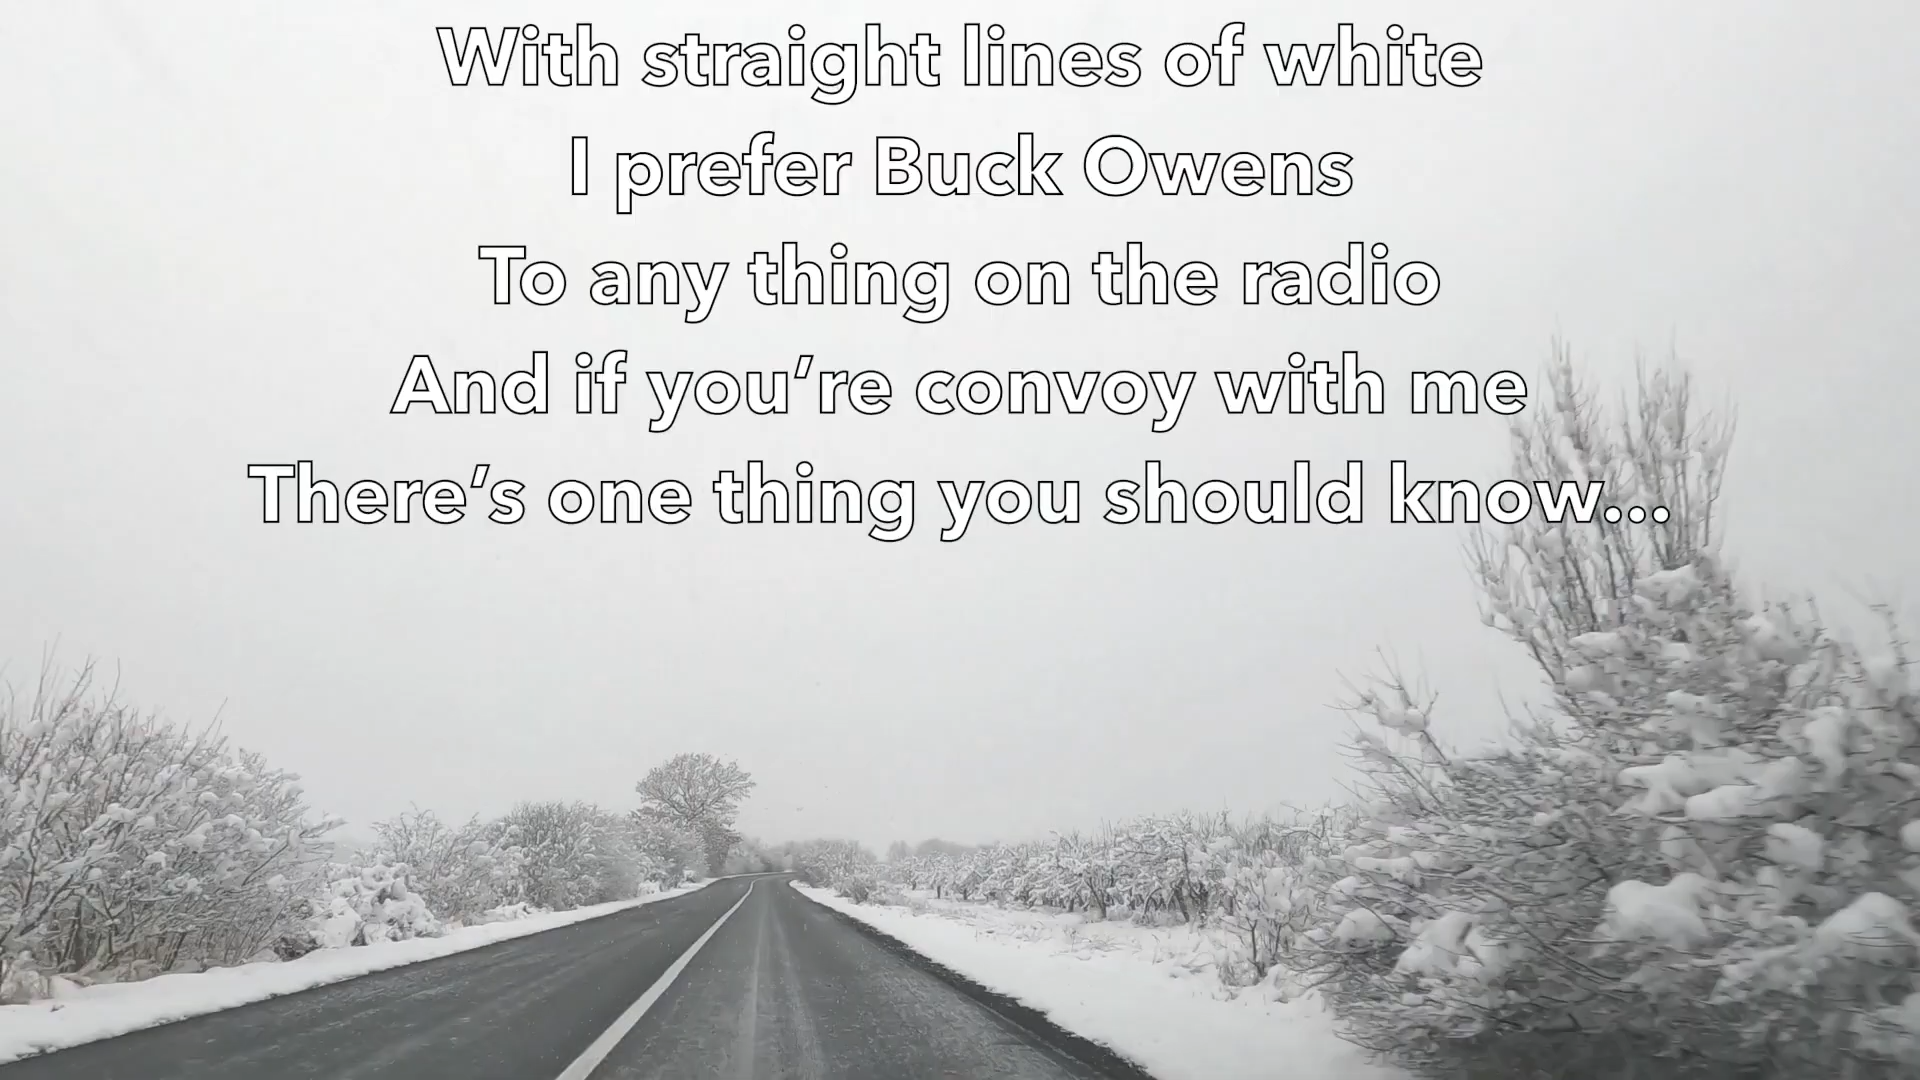 With straight lines of white
I prefer Buck Owens
To any thing on the radio
And if you’re convoy with me
There’s one thing you should know...